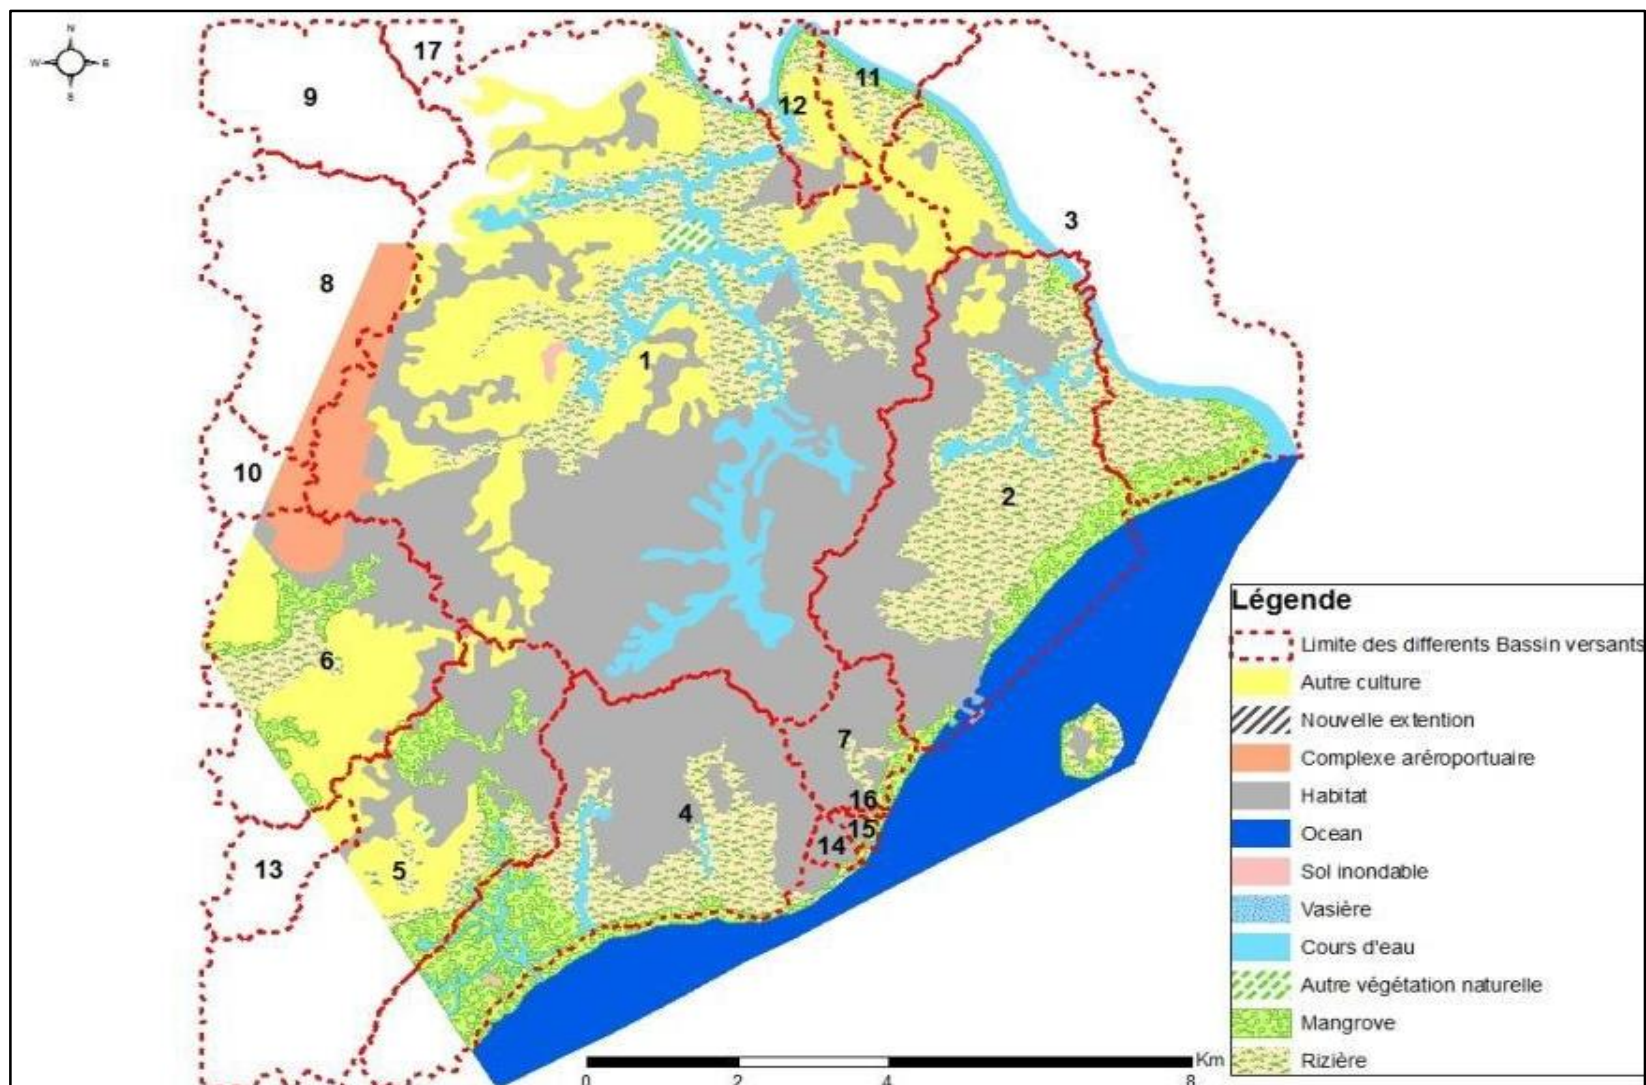 N
W E
S
17
9
11
12
3
8
1
10
2
6
7
16
4
15
14
13
5
Légende
Limite des differents Bassin versants
Autre culture
Nouvelle extention
Complexe aréroportuaire
Habitat
Ocean
Sol inondable
Vasière
Cours d'eau
Autre végétation naturelle
Mangrove
Rizière
Km
0 2 4 8